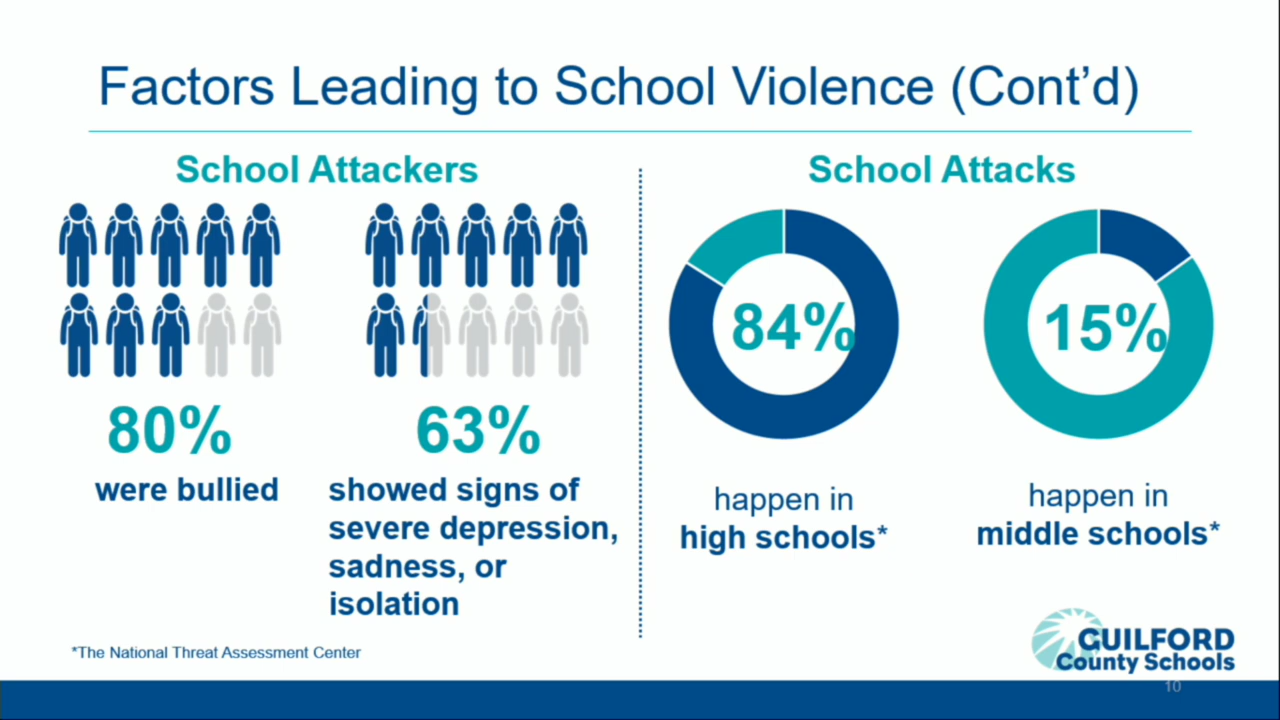 Factors Leading to School Violence (Cont’d)
School Attackers
80%
were bullied
63%
showed signs of
severe depression,
sadness, or
isolation
School Attacks
84%
happen in
high schools*
15%
happen in
middle schools*
*The National Threat Assessment Center
GUILFORD
County Schools
10